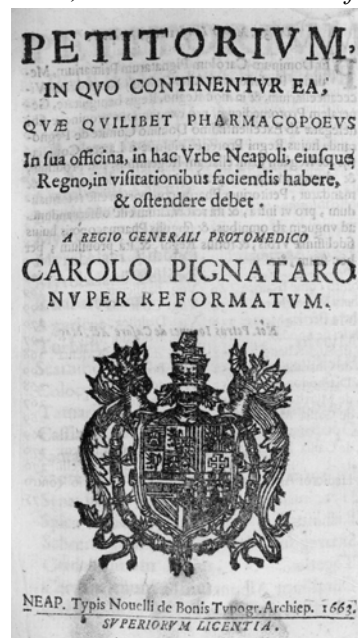 PETITORIVM,
IN QVO CONTINENTVR EA,
QVÆ QVILIBET PHARMACOPOEVS
In sua officina, in hac Vrbe Neapoli, eiusque
Regno, in visitationibus faciendis habere,
& ostendere debet.
A REGIO GENERALI PROTOMEDICO
CAROLO PIGNATARO
NVPER REFORMATVM.
NEAP. Typis Nouelli de Bonis Typogr. Archiep. 1663.
SVPERIORVM LICENTIA.